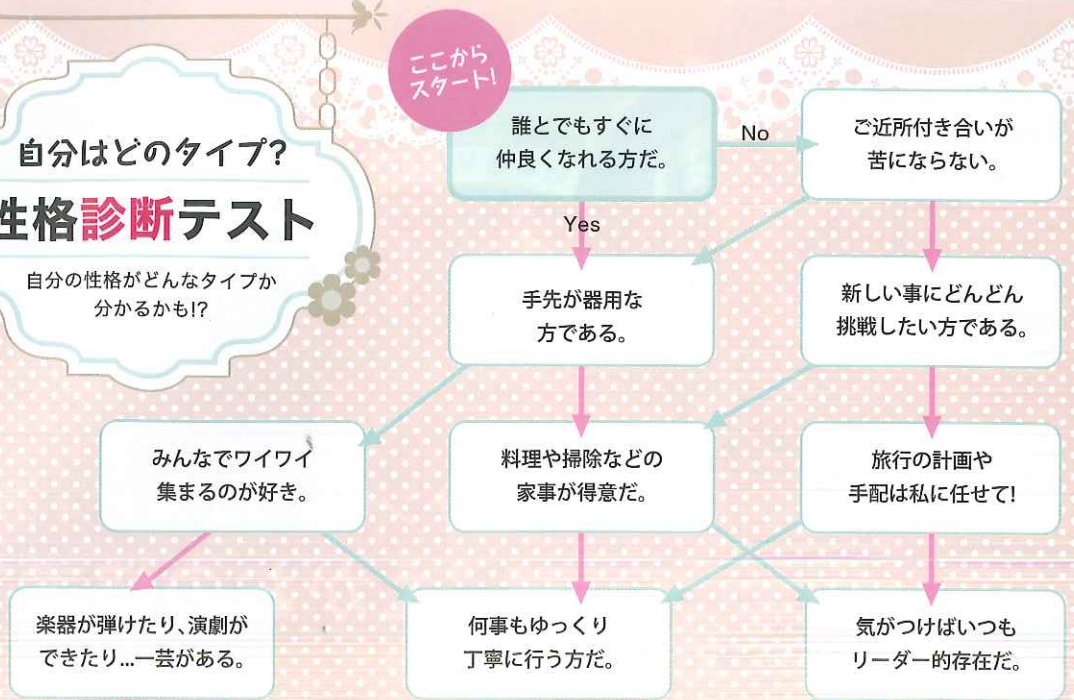 ここから
スタート!
自分はどのタイプ?
性格診断テスト
自分の性格がどんなタイプか
分かるかも!?
誰とでもすぐに
仲良くなれる方だ。
No
Yes
ご近所付き合いが
苦にならない。
手先が器用な
方である。
新しい事にどんどん
挑戦したい方である。
みんなでワイワイ
集まるのが好き。
料理や掃除などの
家事が得意だ。
旅行の計画や
手配は私に任せて!
楽器が弾けたり、演劇が
できたり...一芸がある。
何事もゆっくり
丁寧に行う方だ。
気がつけばいつも
リーダー的存在だ。